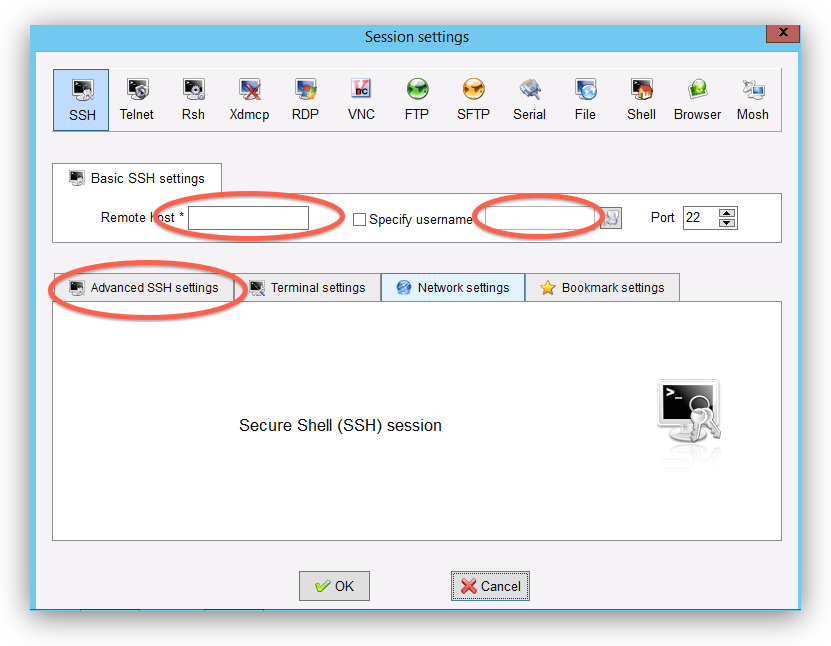 Session settings
x
SSH Telnet Rsh Xdmcp RDP VNC FTP SFTP Serial File Shell Browser Mosh
Basic SSH settings
Remote host * Specify username Port 22
Advanced SSH settings Terminal settings Network settings Bookmark settings
Secure Shell (SSH) session
>_
OK Cancel